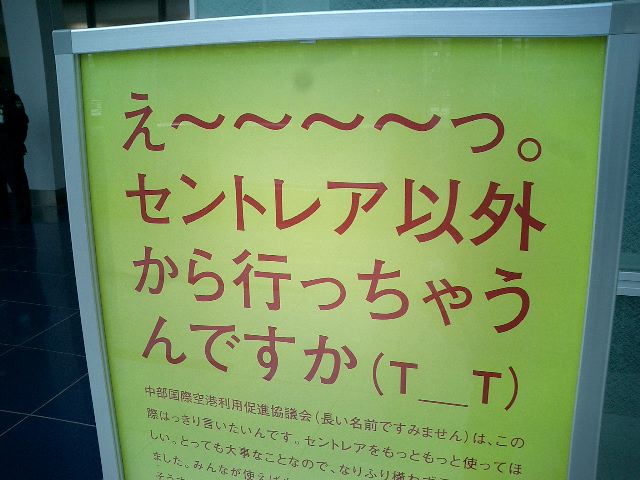 え〜〜〜〜つ。
セントレア以外
から行っちゃう
んですか(T__T)
中部国際空港利用促進協議会(長い名前ですみません)は、この
際はっきり言いたいんです。セントレアをもっともっと使ってほ
しい。とっても大事なことなので、なりふり構わず
ました。みんなが使えば